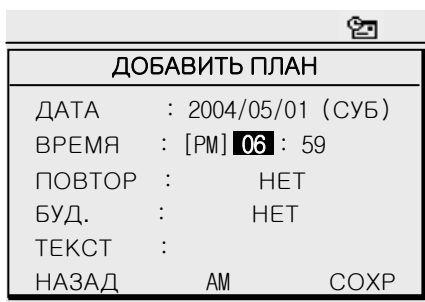 ДОБАВИТЬ ПЛАН
ДАТА : 2004/05/01 (СУБ)
ВРЕМЯ : [PM] 06 : 59
ПОВТОР : НЕТ
БУД. : НЕТ
ТЕКСТ :
НАЗАД AM СОХР